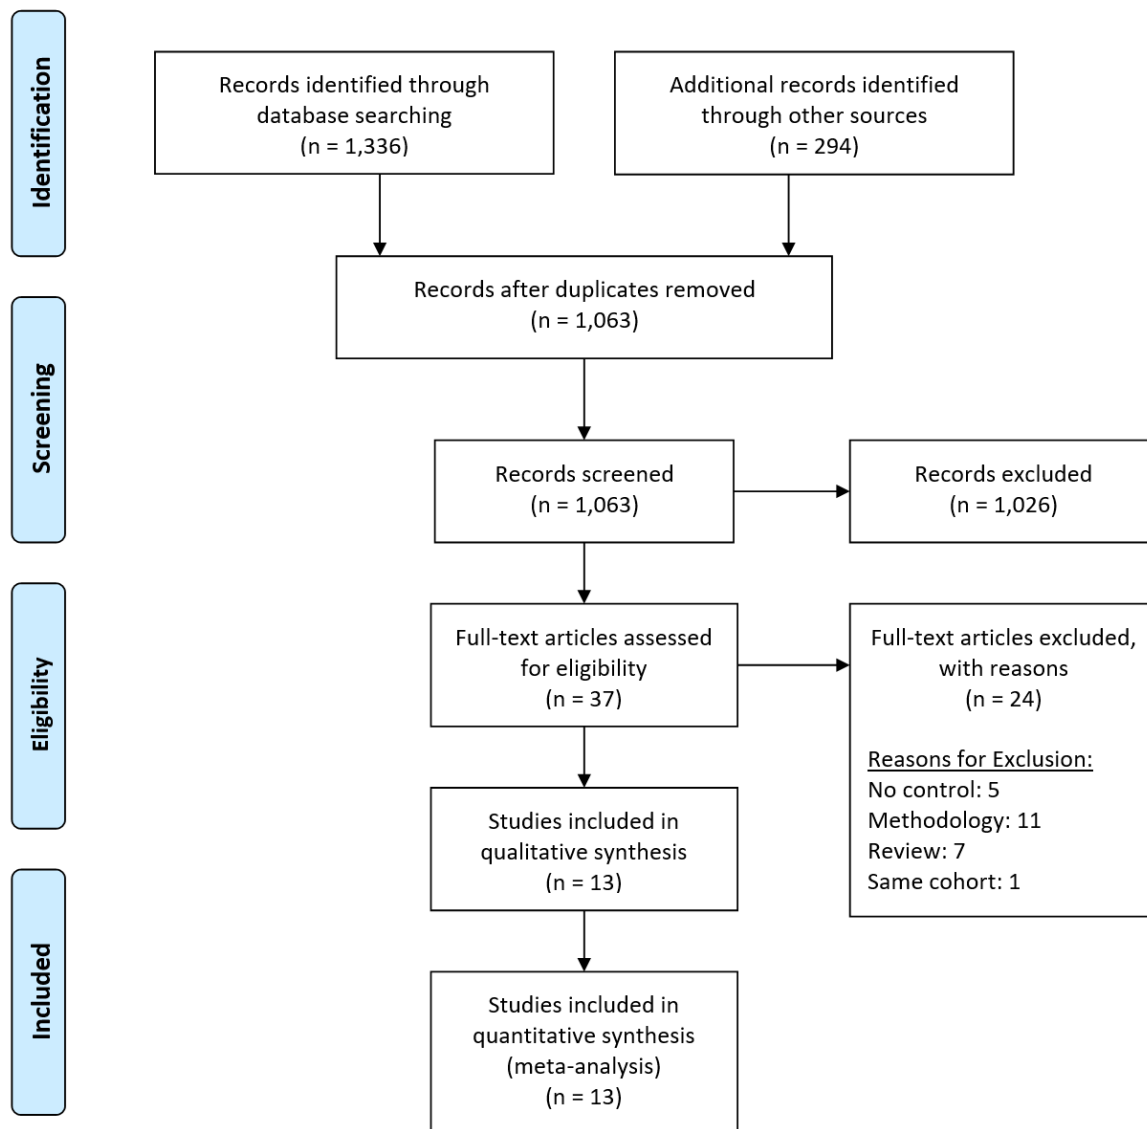 Identification
Records identified through
database searching
(n = 1,336)
Additional records identified
through other sources
(n = 294)
Records after duplicates removed
(n = 1,063)
Screening
Records screened
(n = 1,063)
Records excluded
(n = 1,026)
Eligibility
Full-text articles assessed
for eligibility
(n = 37)
Full-text articles excluded,
with reasons
(n = 24)
Reasons for Exclusion:
No control: 5
Methodology: 11
Review: 7
Same cohort: 1
Studies included in
qualitative synthesis
(n = 13)
Included
Studies included in
quantitative synthesis
(meta-analysis)
(n = 13)